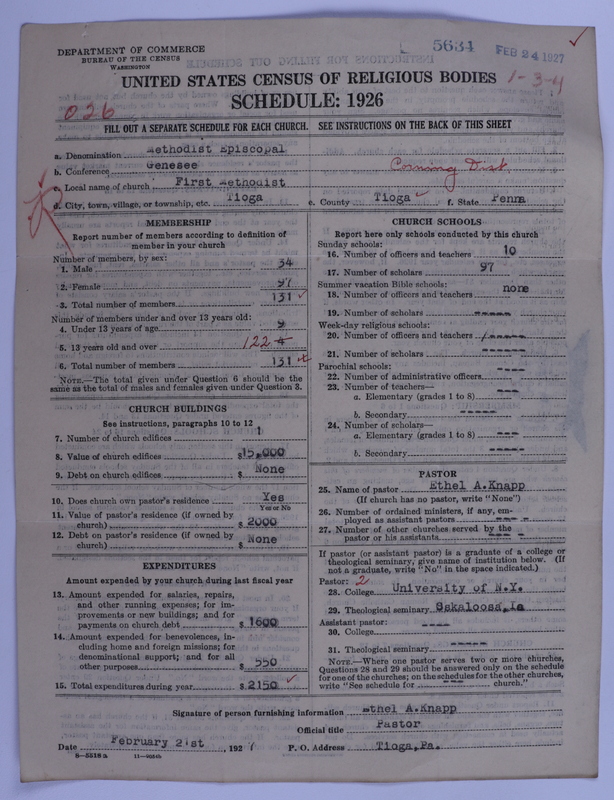 DEPARTMENT OF COMMERCE
BUREAU OF THE CENSUS
WASHINGTON
5634 FEB 24 1927
UNITED STATES CENSUS OF RELIGIOUS BODIES 1-3-4
SCHEDULE: 1926
026
FILL OUT A SEPARATE SCHEDULE FOR EACH CHURCH. SEE INSTRUCTIONS ON THE BACK OF THIS SHEET
a. Denomination Methodist Episcopal
b. Conference Genesee Corning Dist
c. Local name of church First Methodist
d. City, town, village, or township, etc. Tioga e. County Tioga f. State Penna
MEMBERSHIP
Report number of members according to definition of
member in your church
Number of members, by sex:
1. Male 34
2. Female 97
3. Total number of members 131
Number of members under and over 13 years old:
4. Under 13 years of age 9
5. 13 years old and over 122
6. Total number of members 131
NOTE.—The total given under Question 6 should be
same as the total of males and females given under Question 3.
CHURCH BUILDINGS
See instructions, paragraphs 10 to 12
7. Number of church edifices 1
8. Value of church edifices $15,000
9. Debt on church edifices $ None
10. Does church own pastor's residence Yes
Yes or No
11. Value of pastor's residence (if owned by
church) $ 2000
12. Debt on pastor's residence (if owned by
church) $ None
EXPENDITURES
Amount expended by your church during last fiscal year
13. Amount expended for salaries, repairs,
and other running expenses; for im-
provements or new buildings; and for
payments on church debt $ 1600
14. Amount expended for benevolences, in-
cluding home and foreign missions; for
denominational support; and for all
other purposes $ 550
15. Total expenditures during year $ 2150
CHURCH SCHOOLS
Report here only schools conducted by this church
Sunday schools:
16. Number of officers and teachers 10
17. Number of scholars 97
Summer vacation Bible schools:
18. Number of officers and teachers none
19. Number of scholars -----
Week-day religious schools:
20. Number of officers and teachers -----
21. Number of scholars -----
Parochial schools:
22. Number of administrative officers ----
23. Number of teachers—
a. Elementary (grades 1 to 8) ----
b. Secondary -----
24. Number of scholars—
a. Elementary (grades 1 to 8) ----
b. Secondary -----
PASTOR
25. Name of pastor Ethel A.Knapp
(If church has no pastor, write "None")
26. Number of ordained ministers, if any, em-
ployed as assistant pastors --- -
27. Number of other churches served by the
pastor or his assistants --- -
If pastor (or assistant pastor) is a graduate of a college or
theological seminary, give name of institution below. (If
not a graduate, write "No" in the space indicated.)
Pastor: 2
28. College University of N.Y.
29. Theological seminary Oskaloosa,Ia
Assistant pastor:
30. College ----
31. Theological seminary -----
NOTE.—Where one pastor serves two or more churches,
Questions 28 and 29 should be answered only on the schedule
for one of the churches; on the schedules for the other churches,
write "See schedule for --- church."
Signature of person furnishing information Ethel A.Knapp
Official title Pastor
Date February 21st, 1927 P. O. Address Tioga,Pa.
8—5518a